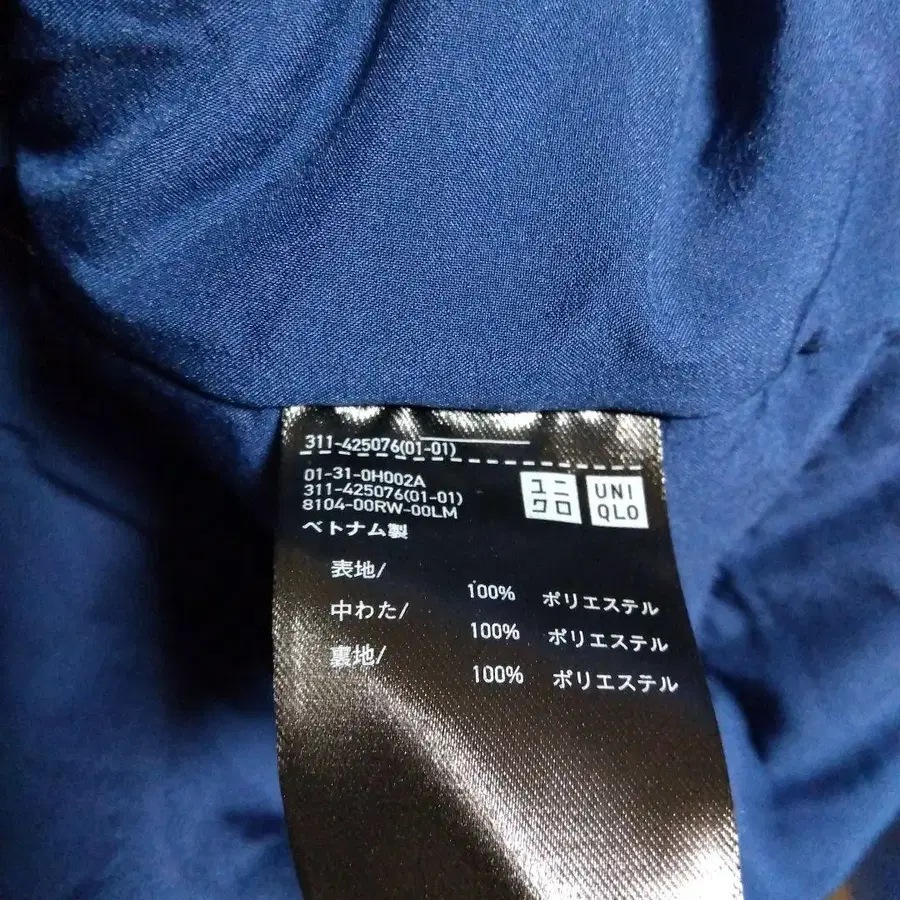 311-425076(01-01)
01-31-0H002A
311-425076(01-01)
8104-00RW-00LM
ベトナム製
ユニ
クロ
UNI
QLO
表地/
100% ポリエステル
中わた/
100% ポリエステル
裏地/
100% ポリエステル